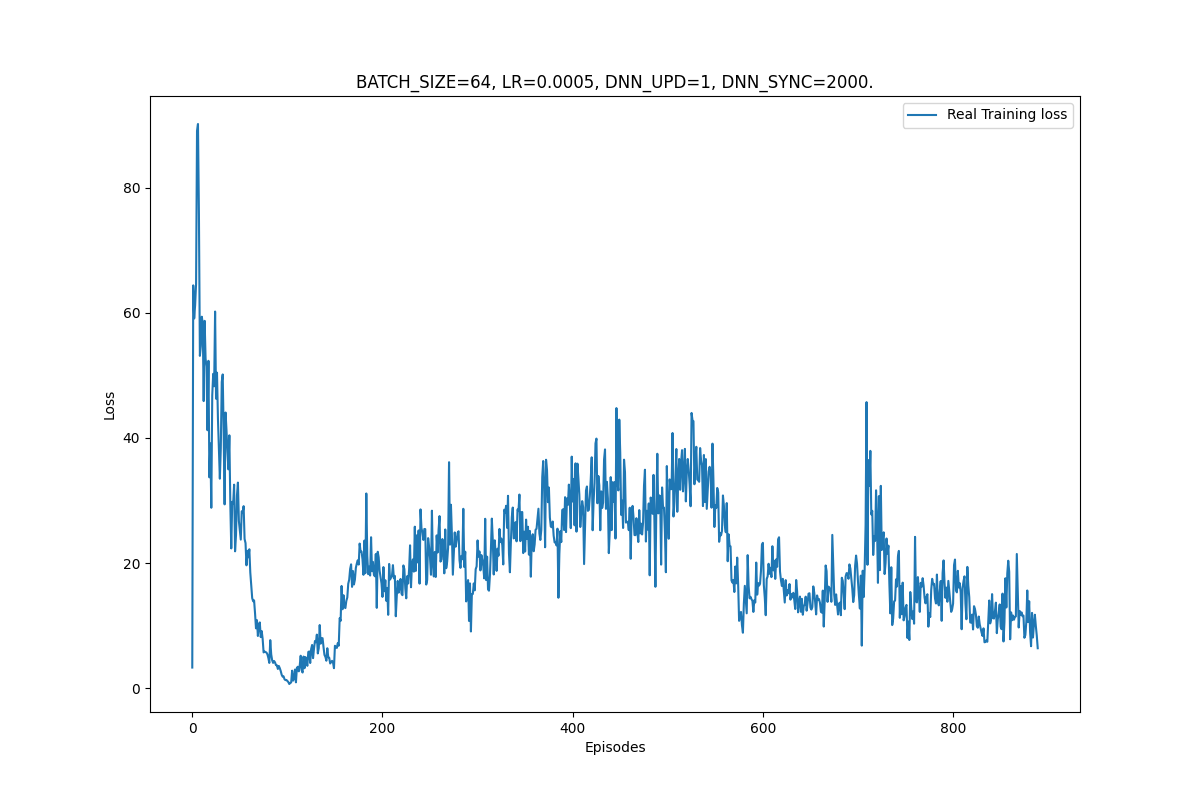 BATCH_SIZE=64, LR=0.0005, DNN_UPD=1, DNN_SYNC=2000.
Real Training loss
80
60
40
20
0
Loss
0 200 400 600 800
Episodes